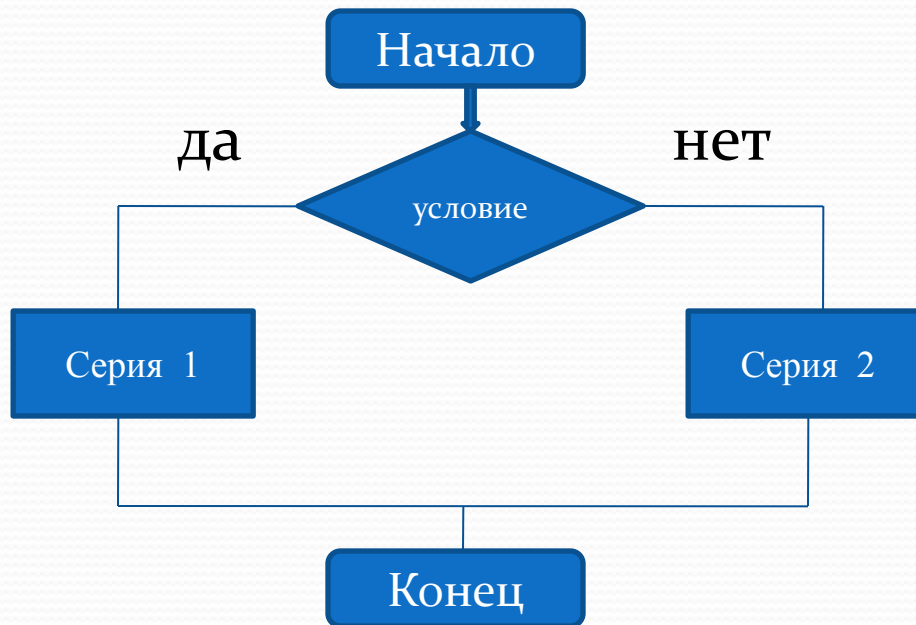 Начало
да
нет
условие
Серия 1
Серия 2
Конец